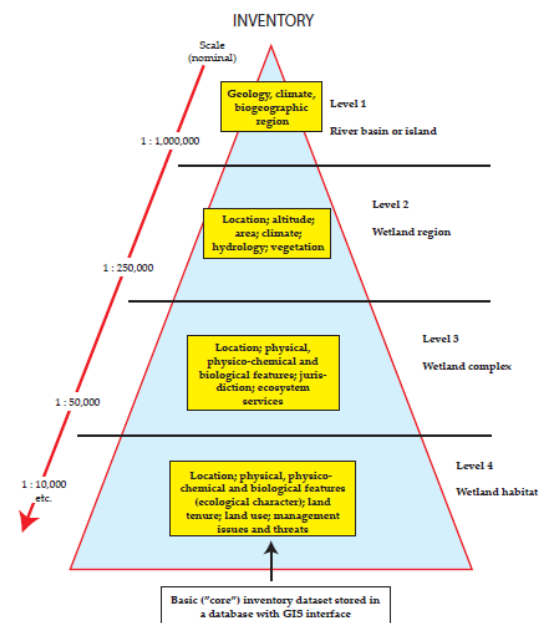 INVENTORY
Scale
(nominal)
Geology, climate,
biogeographic
region
Level 1
River basin or island
1 : 1,000,000
Location; altitude;
area; climate;
hydrology; vegetation
Level 2
Wetland region
1 : 250,000
Location; physical,
physico-chemical and
biological features; juris-
diction; ecosystem
services
Level 3
Wetland complex
1 : 50,000
Location; physical, physico-
chemical and biological features
(ecological character); land
tenure; land use; management
issues and threats
Level 4
Wetland habitat
1 : 10,000
etc.
Basic ("core") inventory dataset stored in
a database with GIS interface